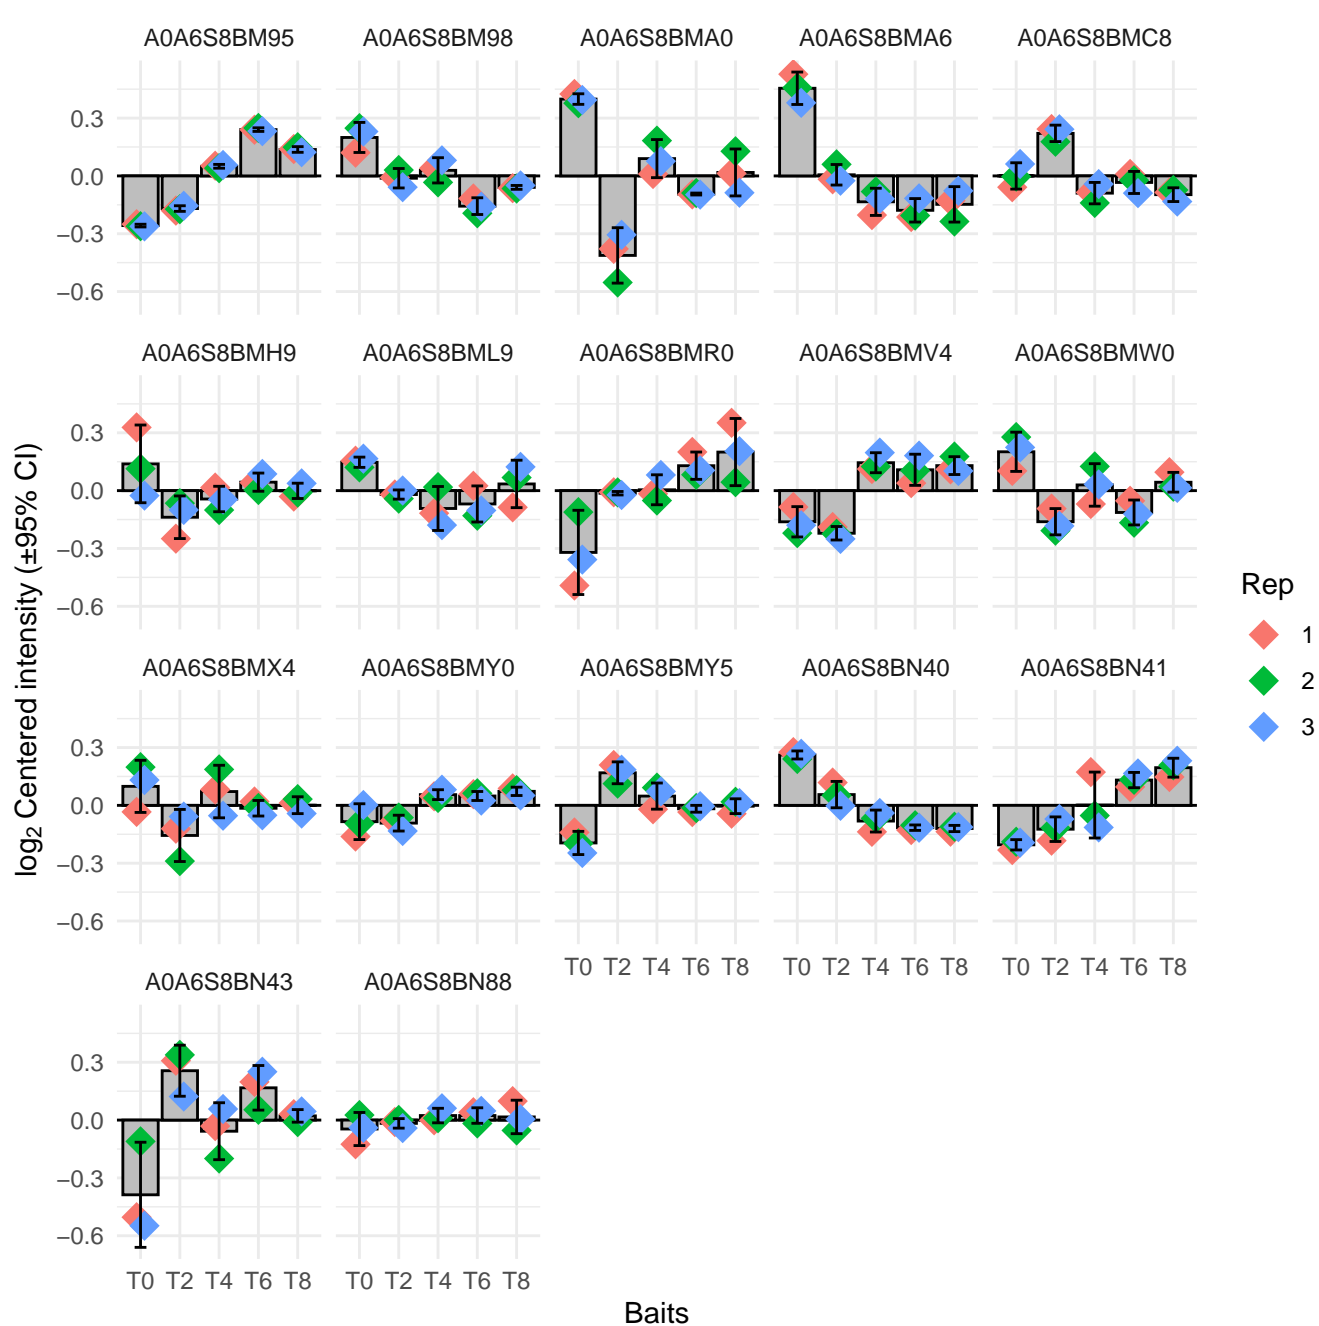 A0A6S8BM95 A0A6S8BM98 A0A6S8BMA0 A0A6S8BMA6 A0A6S8BMC8
0.3
0.0
−0.3
−0.6
A0A6S8BMH9 A0A6S8BML9 A0A6S8BMR0 A0A6S8BMV4 A0A6S8BMW0
0.3
0.0
−0.3
−0.6
A0A6S8BMX4 A0A6S8BMY0 A0A6S8BMY5 A0A6S8BN40 A0A6S8BN41
0.3
0.0
−0.3
−0.6
T0 T2 T4 T6 T8 T0 T2 T4 T6 T8 T0 T2 T4 T6 T8
A0A6S8BN43 A0A6S8BN88
0.3
0.0
−0.3
−0.6
T0 T2 T4 T6 T8 T0 T2 T4 T6 T8
Baits
log2 Centered intensity (±95% CI)
Rep
1
2
3